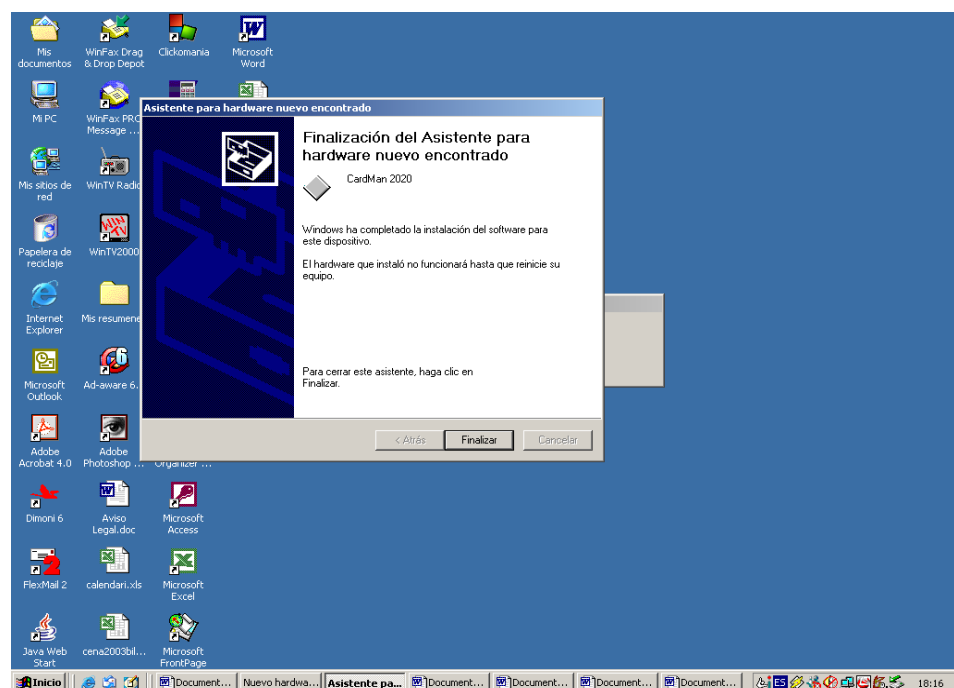 Mis
documentos
WinFax Drag
& Drop Depot
Clickomania
Microsoft
Word
Mi PC
WinFax PRO
Message ...
Mis sitios de
red
WinTV Radio
Papelera de
reciclaje
WinTV2000
Internet
Explorer
Mis resumene
Microsoft
Outlook
Ad-aware 6.
Adobe
Acrobat 4.0
Adobe
Photoshop ...
Organizer ...
Dimoni 6
Aviso
Legal.doc
Microsoft
Access
FlexMail 2
calendari.xls
Microsoft
Excel
Java Web
Start
cena2003bil...
Microsoft
FrontPage
Asistente para hardware nuevo encontrado
Finalización del Asistente para
hardware nuevo encontrado
CardMan 2020
Windows ha completado la instalación del software para
este dispositivo.
El hardware que instaló no funcionará hasta que reinicie su
equipo.
Para cerrar este asistente, haga clic en
Finalizar.
< Atrás
Finalizar
Cancelar
Inicio
Document...
Nuevo hardwa...
Asistente pa...
Document...
Document...
Document...
Document...
ES
18:16